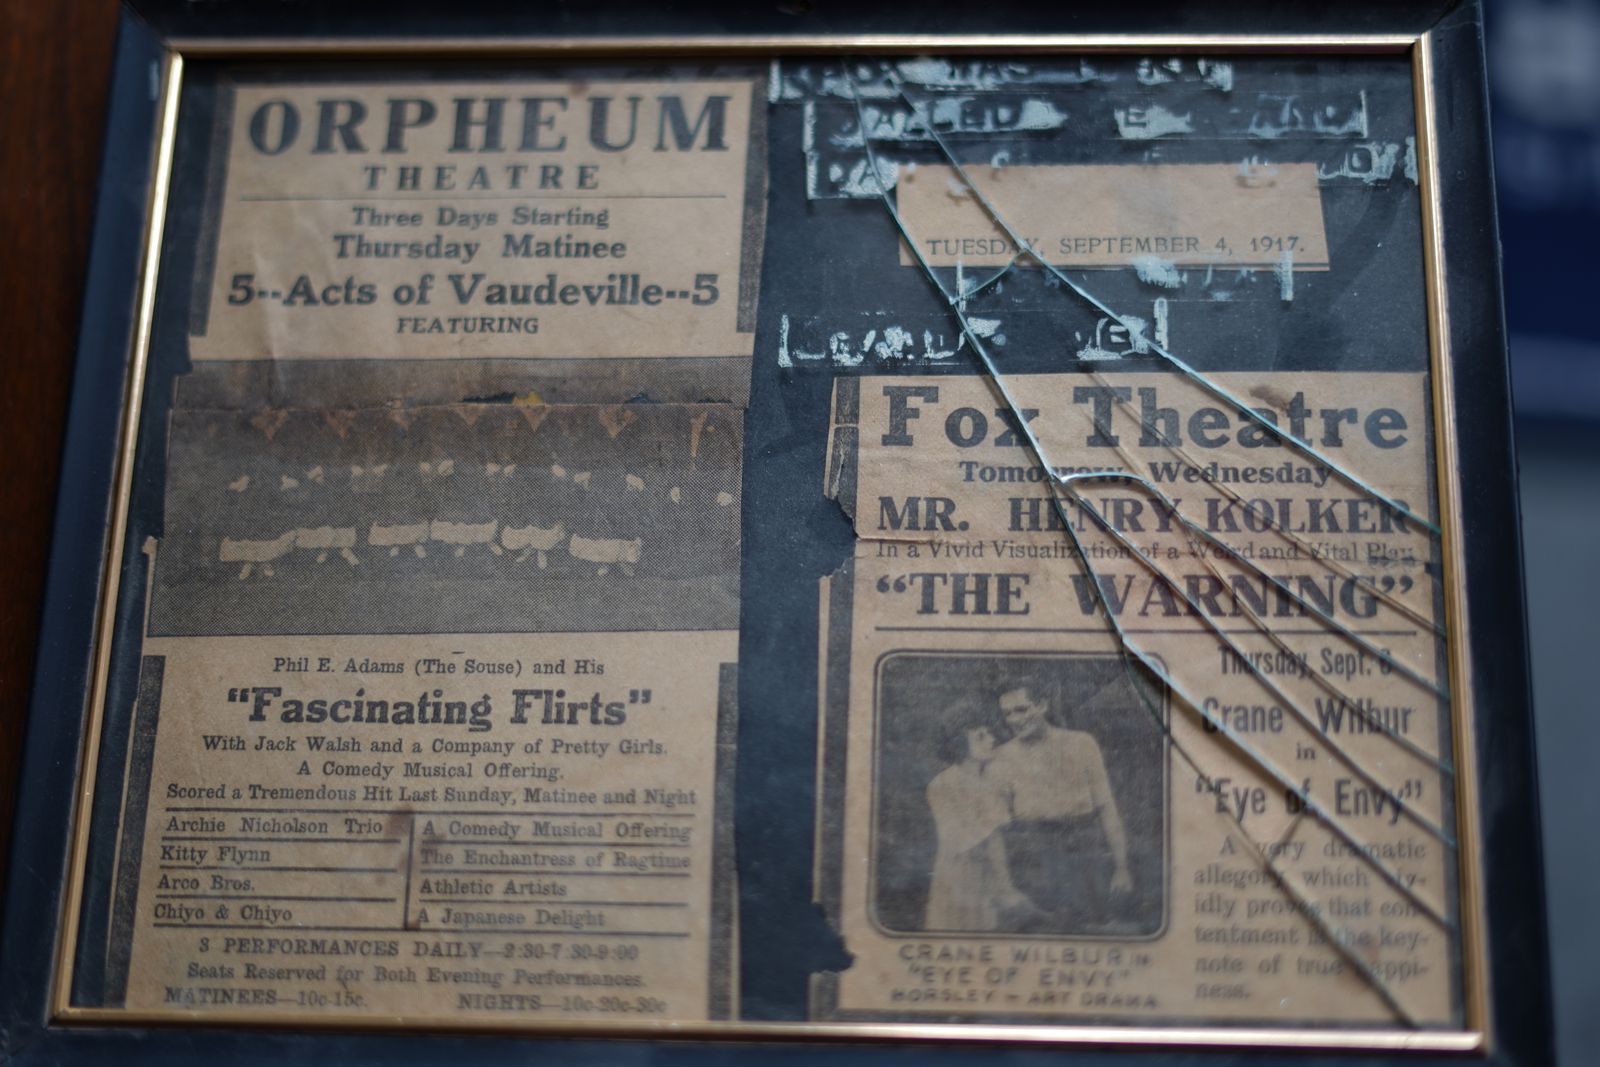 ORPHEUM
THEATRE
Three Days Starting
Thursday Matinee
5--Acts of Vaudeville--5
FEATURING
Phil E. Adams (The Souse) and His
"Fascinating Flirts"
With Jack Walsh and a Company of Pretty Girls.
A Comedy Musical Offering.
Scored a Tremendous Hit Last Sunday, Matinee and Night
Archie Nicholson Trio A Comedy Musical Offering
Kitty Flynn The Enchantress of Ragtime
Arco Bros. Athletic Artists
Chiyo & Chiyo A Japanese Delight
3 PERFORMANCES DAILY—2:30-7:30-9:00
Seats Reserved for Both Evening Performances.
MATINEES—10c-15c. NIGHTS—10c-20c-30c
TUESDAY, SEPTEMBER 4, 1917.
Fox Theatre
Tomorrow, Wednesday
MR. HENRY KOLKER
In a Vivid Visualization of a Weird and Vital Play
"THE WARNING"
Thursday, Sept. 6
Crane Wilbur
in
"Eye of Envy"
A very dramatic
allegory which viv-
idly proves that con-
tentment is the key-
note of true happi-
ness.
CRANE WILBUR IN
"EYE OF ENVY"
HORSLEY - ART DRAMA